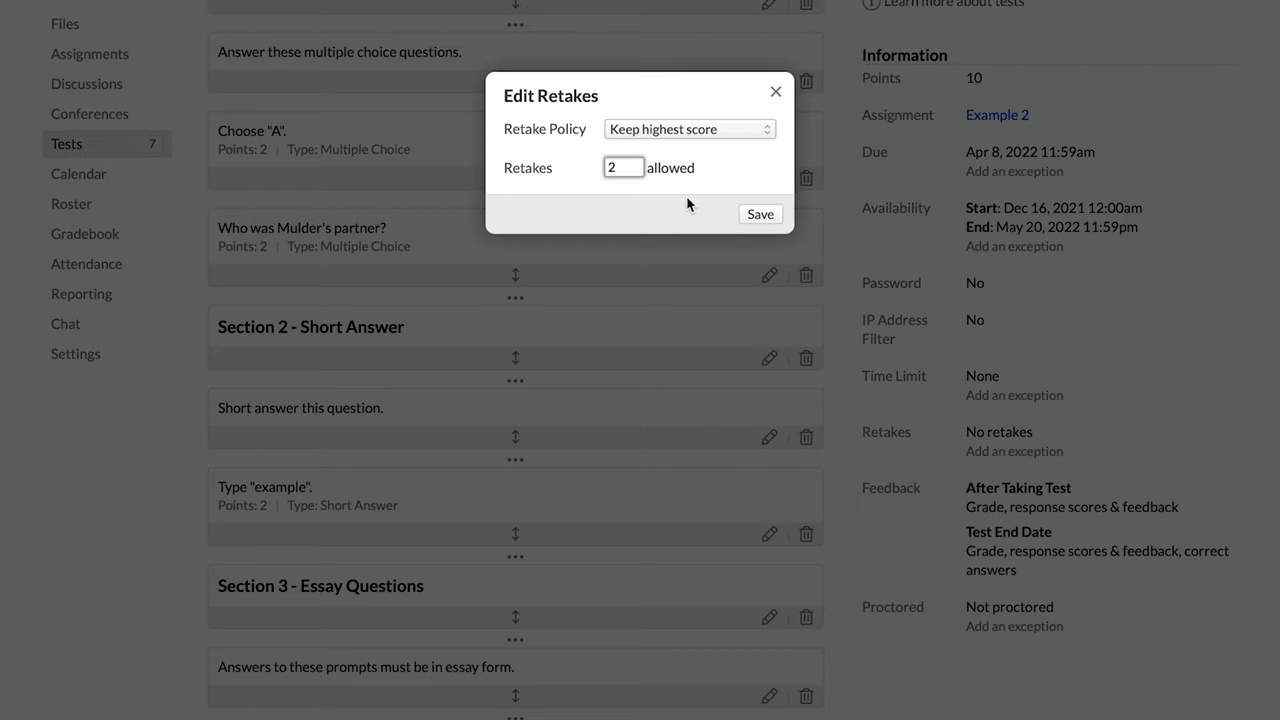 Files
Assignments
Discussions
Conferences
Tests 7
Calendar
Roster
Gradebook
Attendance
Reporting
Chat
Settings
Answer these multiple choice questions.
Choose "A".
Points: 2 | Type: Multiple Choice
Who was Mulder's partner?
Points: 2 | Type: Multiple Choice
Section 2 - Short Answer
Short answer this question.
Type "example".
Points: 2 | Type: Short Answer
Section 3 - Essay Questions
Answers to these prompts must be in essay form.
Edit Retakes
Retake Policy Keep highest score
Retakes 2 allowed
Save
Learn more about tests
Information
Points 10
Assignment Example 2
Due Apr 8, 2022 11:59am
Add an exception
Availability Start: Dec 16, 2021 12:00am
End: May 20, 2022 11:59pm
Add an exception
Password No
IP Address No
Filter
Time Limit None
Add an exception
Retakes No retakes
Add an exception
Feedback After Taking Test
Grade, response scores & feedback
Test End Date
Grade, response scores & feedback, correct
answers
Proctored Not proctored
Add an exception